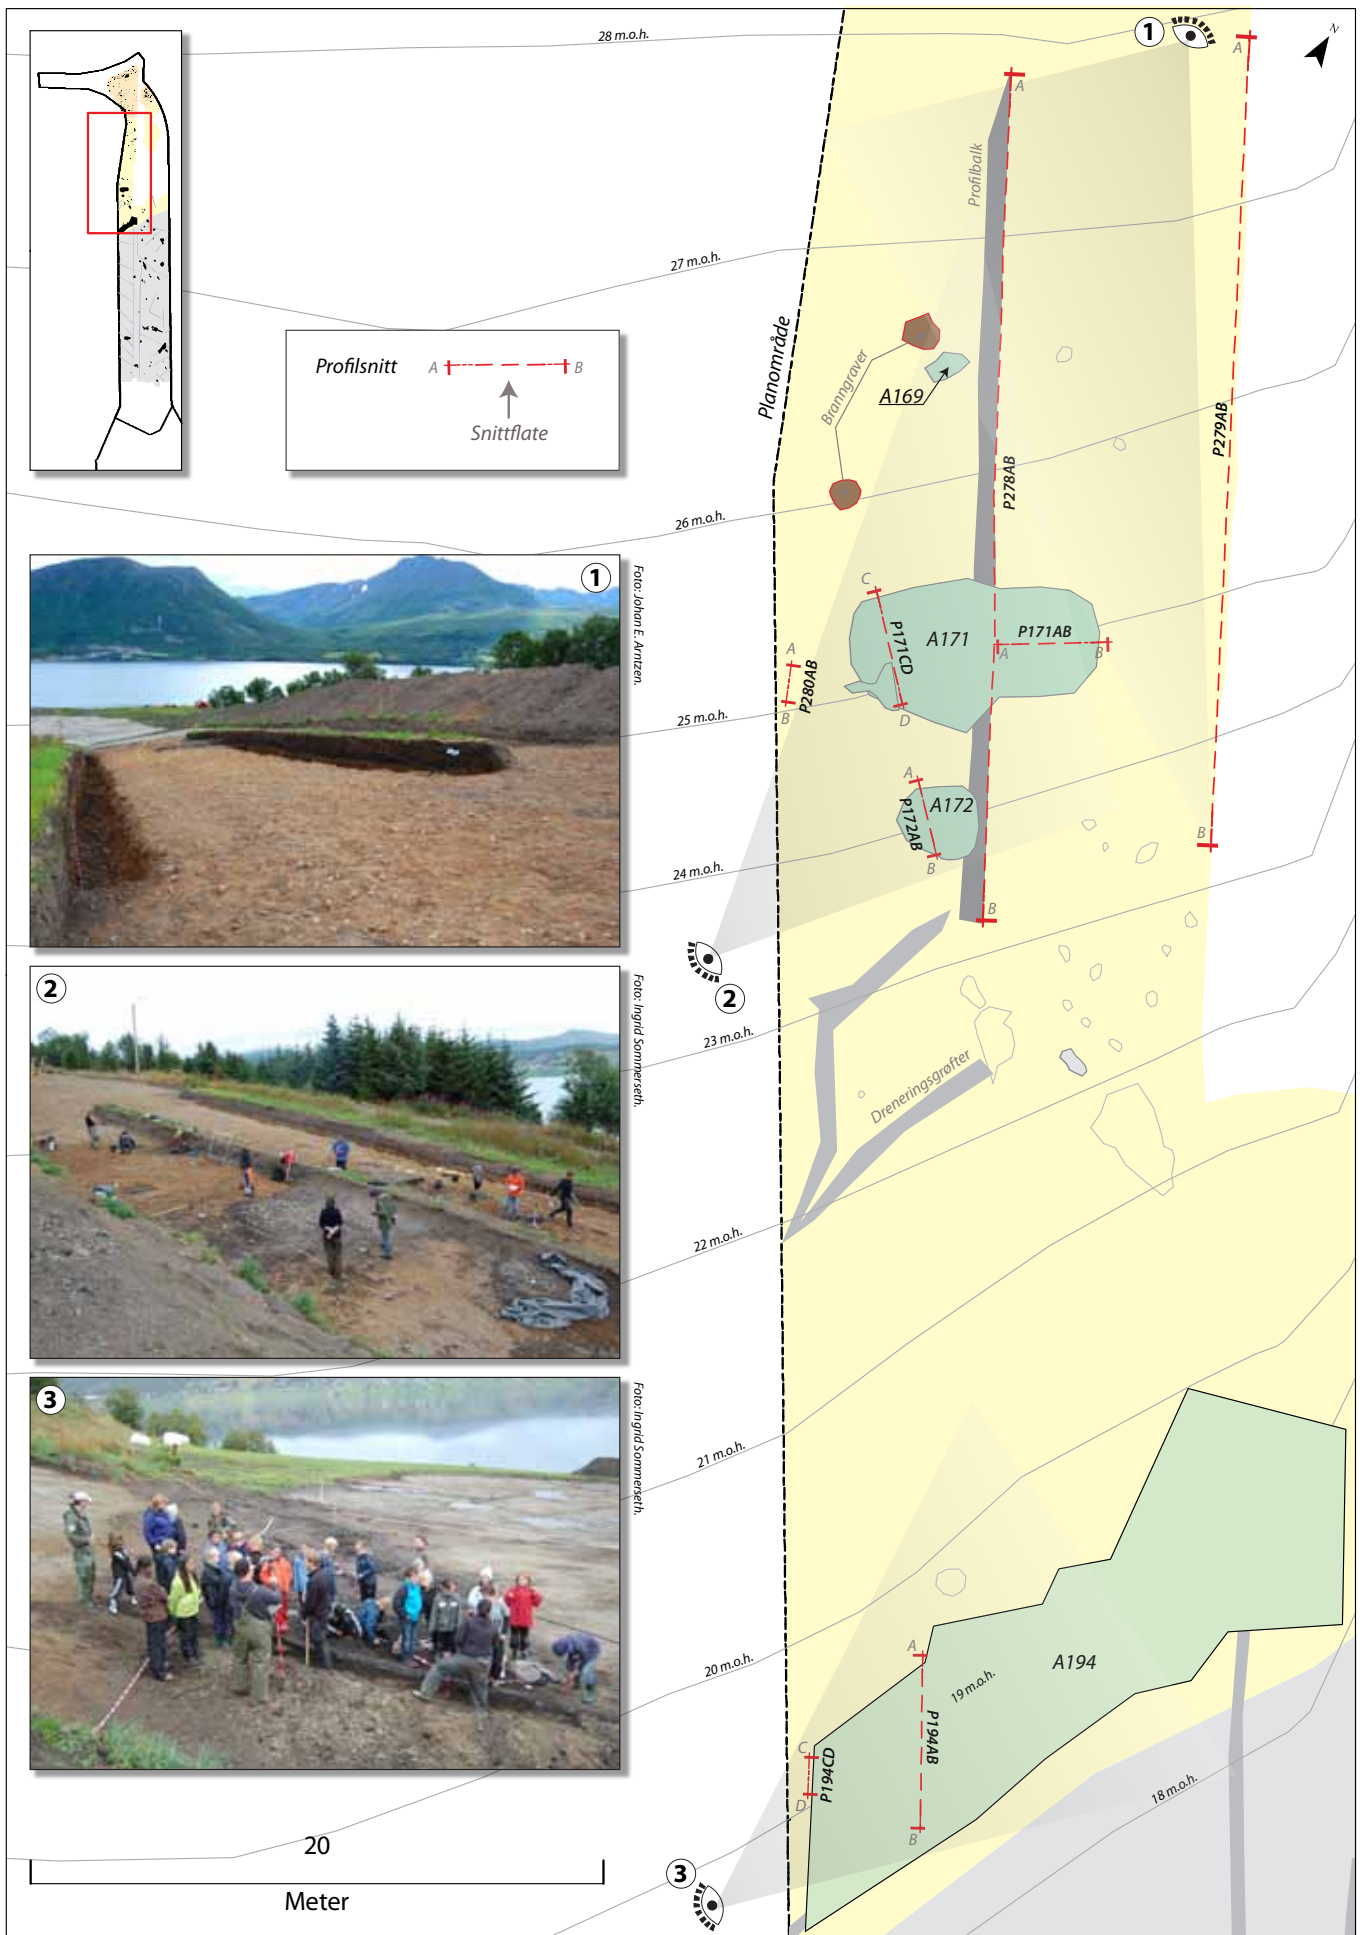 28 m.o.h.
1
A
N
A
Profilbalk
27 m.o.h.
Planområde
Profilsnitt
A
B
Snittflate
Branngraver
A169
P279AB
P278AB
26 m.o.h.
1
Foto: Johan E. Arntzen.
C
P171CD
A171
P171AB
A
B
A
P280AB
B
D
25 m.o.h.
A
A172
P172AB
B
B
24 m.o.h.
B
2
2
Foto: Ingrid Sommerseth.
23 m.o.h.
Dreneringsgrøfter
22 m.o.h.
3
Foto: Ingrid Sommerseth.
21 m.o.h.
A
A194
20 m.o.h.
19 m.o.h.
P194AB
C
P194CD
D
B
18 m.o.h.
20
Meter
3